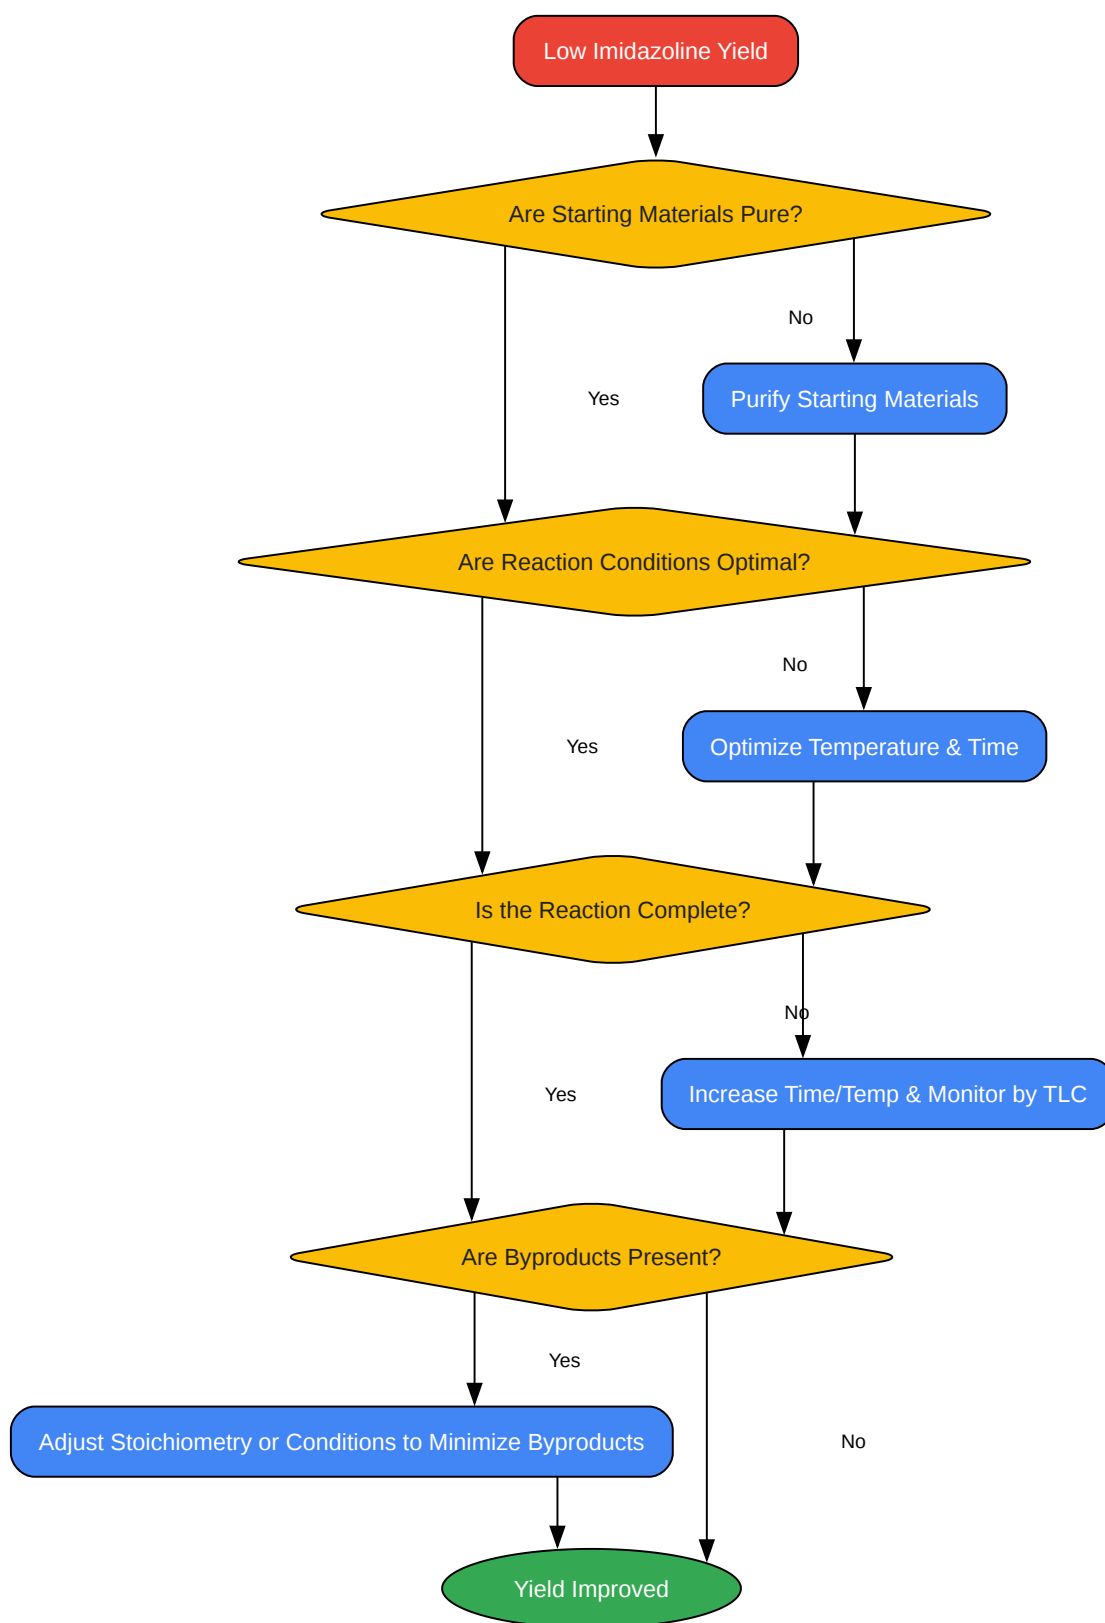 Low Imidazoline Yield
Are Starting Materials Pure?
No
Yes
Purify Starting Materials
Are Reaction Conditions Optimal?
No
Yes
Optimize Temperature & Time
Is the Reaction Complete?
No
Yes
Increase Time/Temp & Monitor by TLC
Are Byproducts Present?
Yes
Adjust Stoichiometry or Conditions to Minimize Byproducts
No
Yield Improved